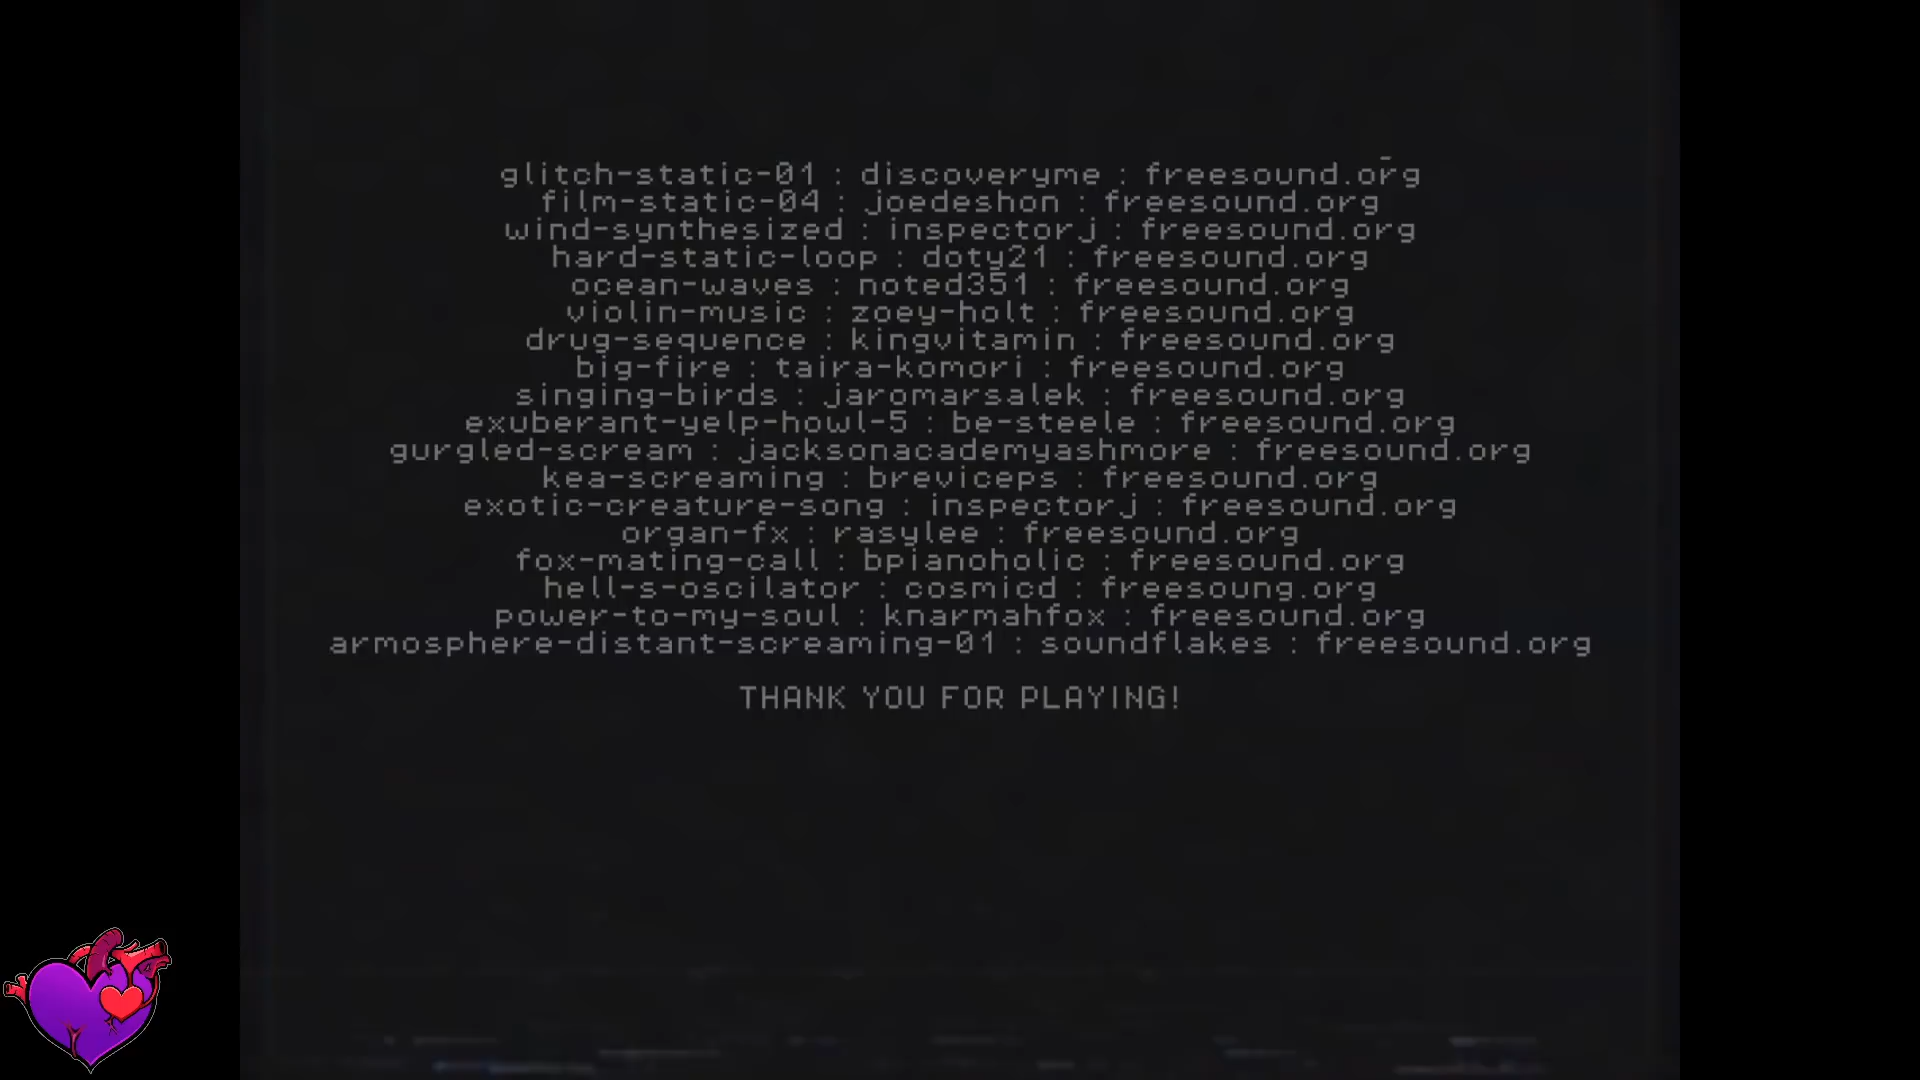 glitch-static-01 : discoveryme : freesound.org
film-static-04 : joedeshon : freesound.org
wind-synthesized : inspectorj : freesound.org
hard-static-loop : doty21 : freesound.org
ocean-waves : noted351 : freesound.org
violin-music : zoey-holt : freesound.org
drug-sequence : kingvitamin : freesound.org
big-fire : taira-komori : freesound.org
singing-birds : jaromarsalek : freesound.org
exuberant-yelp-howl-5 : be-steele : freesound.org
gurgled-scream : jacksonacademyashmore : freesound.org
kea-screaming : breviceps : freesound.org
exotic-creature-song : inspectorj : freesound.org
organ-fx : rasylee : freesound.org
fox-mating-call : bpianoholic : freesound.org
hell-s-oscilator : cosmicd : freesoung.org
power-to-my-soul : knarmahfox : freesound.org
armosphere-distant-screaming-01 : soundflakes : freesound.org
THANK YOU FOR PLAYING!